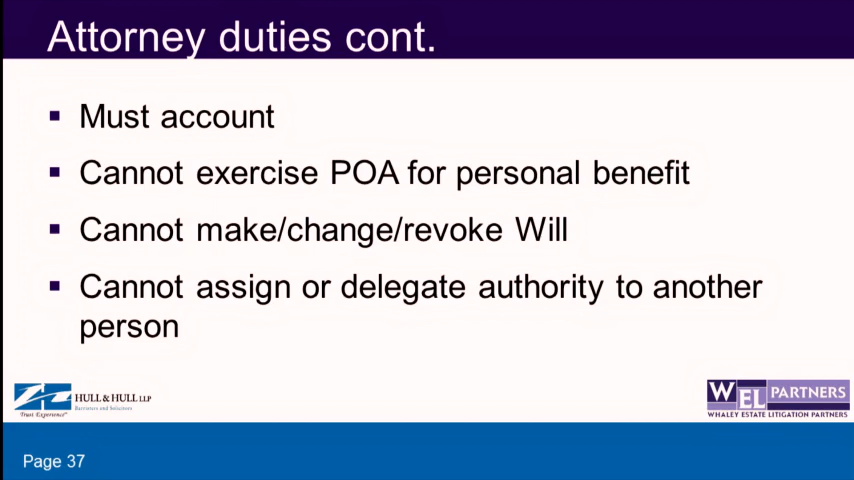 Attorney duties cont.
▪ Must account
▪ Cannot exercise POA for personal benefit
▪ Cannot make/change/revoke Will
▪ Cannot assign or delegate authority to another
person
HULL & HULL LLP
Barristers and Solicitors
Trust Experience
WEL PARTNERS
WHALEY ESTATE LITIGATION PARTNERS
Page 37